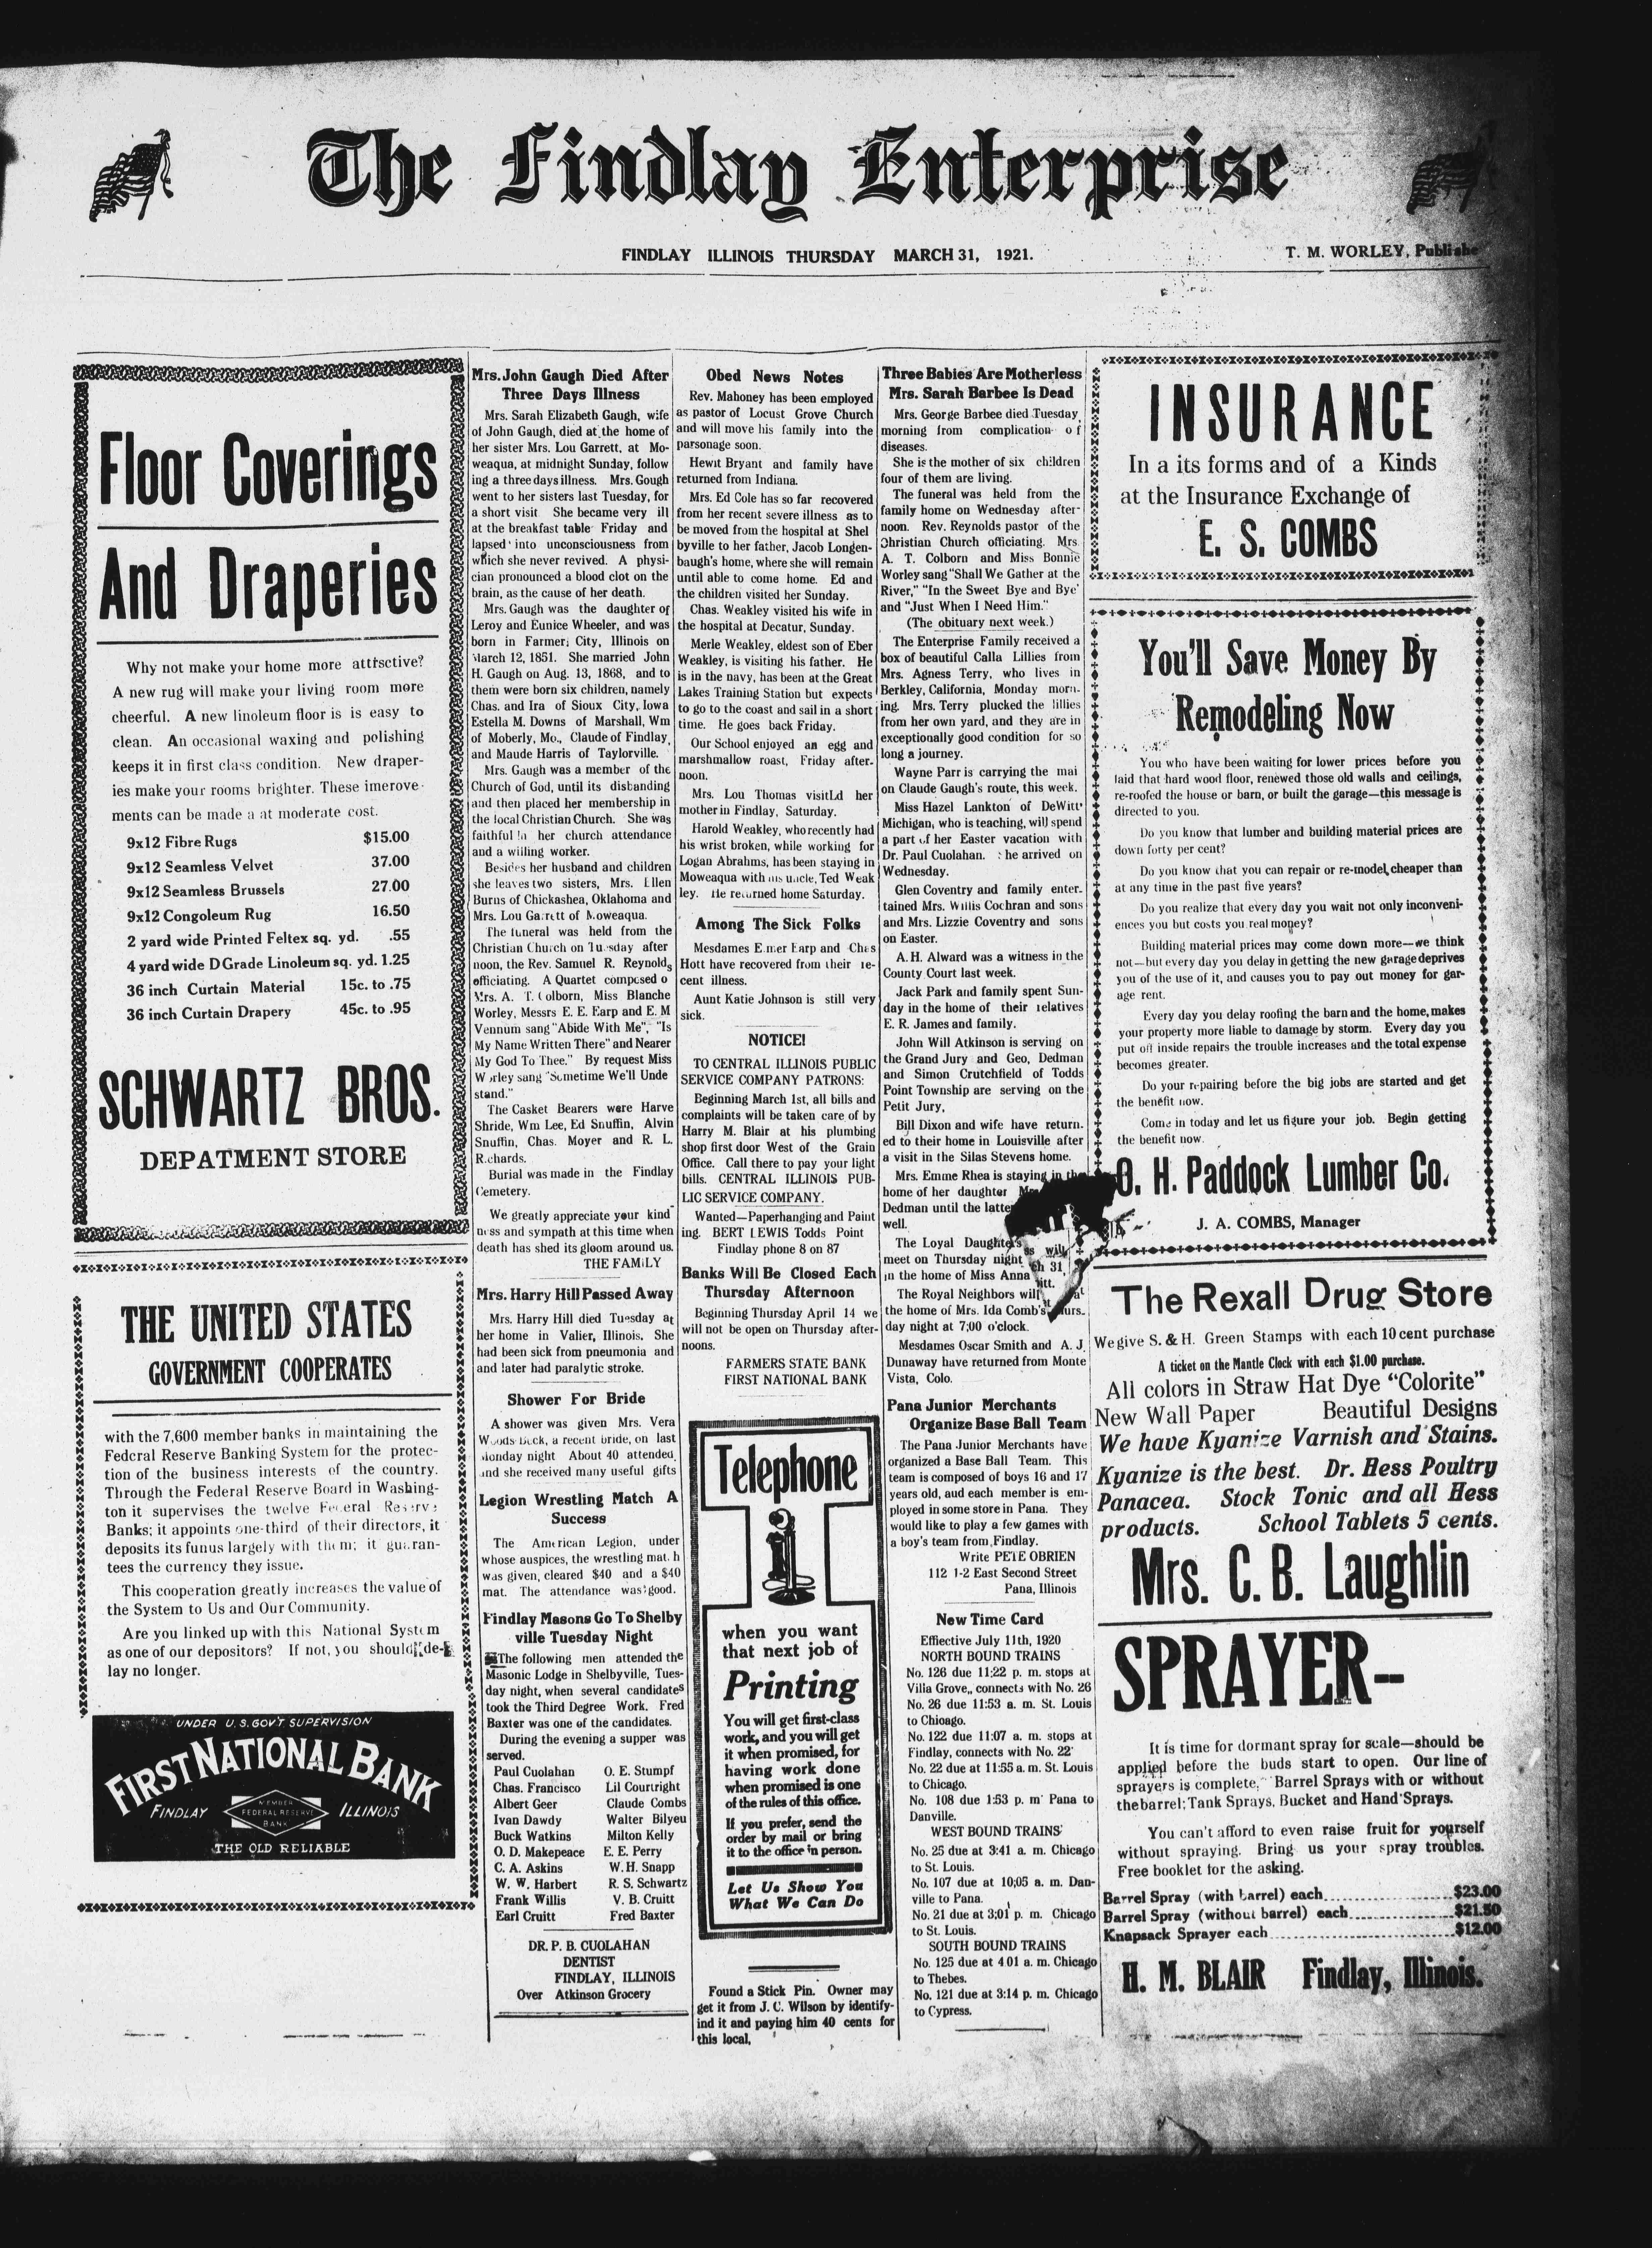 The Findlay Enterprise
FINDLAY ILLINOIS THURSDAY MARCH 31, 1921.
T. M. WORLEY, Publishe
Floor Coverings
And Draperies
Why not make your home more atttsctive?
A new rug will make your living room more
cheerful. A new linoleum floor is is easy to
clean. An occasional waxing and polishing
keeps it in first class condition. New draper-
ies make your rooms brighter. These imerove-
ments can be made a at moderate cost.
9x12 Fibre Rugs $15.00
9x12 Seamless Velvet 37.00
9x12 Seamless Brussels 27.00
9x12 Congoleum Rug 16.50
2 yard wide Printed Feltex sq. yd. .55
4 yard wide D Grade Linoleum sq. yd. 1.25
36 inch Curtain Material 15c. to .75
36 inch Curtain Drapery 45c. to .95
SCHWARTZ BROS.
DEPATMENT STORE
THE UNITED STATES
GOVERNMENT COOPERATES
with the 7,600 member banks in maintaining the
Federal Reserve Banking System for the protec-
tion of the business interests of the country.
Through the Federal Reserve Board in Washing-
ton it supervises the twelve Federal Reserve
Banks; it appoints one-third of their directors, it
deposits its funus largely with them; it guaran-
tees the currency they issue.
This cooperation greatly increases the value of
the System to Us and Our Community.
Are you linked up with this National System
as one of our depositors? If not, you should de-
lay no longer.
UNDER U. S. GOV'T SUPERVISION
FIRST NATIONAL BANK
FINDLAY ILLINOIS
MEMBER
FEDERAL RESERVE
BANK
THE OLD RELIABLE
Mrs. John Gaugh Died After
Three Days Illness
Mrs. Sarah Elizabeth Gaugh, wife
of John Gaugh, died at the home of
her sister Mrs. Lou Garrett, at Mo-
weaqua, at midnight Sunday, follow
ing a three days illness. Mrs. Gough
went to her sisters last Tuesday, for
a short visit She became very ill
at the breakfast table Friday and
lapsed into unconsciousness from
which she never revived. A physi-
cian pronounced a blood clot on the
brain, as the cause of her death.
Mrs. Gaugh was the daughter of
Leroy and Eunice Wheeler, and was
born in Farmer City, Illinois on
March 12, 1851. She married John
H. Gaugh on Aug. 13, 1868, and to
them were born six children, namely
Chas. and Ira of Sioux City, Iowa
Estella M. Downs of Marshall, Wm
of Moberly, Mo., Claude of Findlay,
and Maude Harris of Taylorville.
Mrs. Gaugh was a member of the
Church of God, until its disbanding
and then placed her membership in
the local Christian Church. She was
faithful in her church attendance
and a willing worker.
Besides her husband and children
she leaves two sisters, Mrs. Ellen
Burns of Chickashea, Oklahoma and
Mrs. Lou Garrett of Moweaqua.
The funeral was held from the
Christian Church on Tuesday after
noon, the Rev. Samuel R. Reynolds
officiating. A Quartet composed o
Mrs. A. T. Colborn, Miss Blanche
Worley, Messrs E. E. Earp and E. M
Vennum sang "Abide With Me", "Is
My Name Written There" and Nearer
My God To Thee." By request Miss
Worley sang "Sometime We'll Unde
stand."
The Casket Bearers were Harve
Shride, Wm Lee, Ed Snuffin, Alvin
Snuffin, Chas. Moyer and R. L.
R.chards.
Burial was made in the Findlay
Cemetery.
We greatly appreciate your kind
ness and sympath at this time when
death has shed its gloom around us.
THE FAMILY
Mrs. Harry Hill Passed Away
Mrs. Harry Hill died Tuesday at
her home in Valier, Illinois. She
had been sick from pneumonia and
and later had paralytic stroke.
Shower For Bride
A shower was given Mrs. Vera
Woods Beck, a recent bride, on last
Monday night About 40 attended
and she received many useful gifts
Legion Wrestling Match A
Success
The American Legion, under
whose auspices, the wrestling mat. h
was given, cleared $40 and a $40
mat. The attendance was good.
Findlay Masons Go To Shelby
ville Tuesday Night
The following men attended the
Masonic Lodge in Shelbyville, Tues-
day night, when several candidates
took the Third Degree Work. Fred
Baxter was one of the candidates.
During the evening a supper was
served.
Paul Cuolahan O. E. Stumpf
Chas. Francisco Lil Courtright
Albert Geer Claude Combs
Ivan Dawdy Walter Bilyeu
Buck Watkins Milton Kelly
O. D. Makepeace E. E. Perry
C. A. Askins W. H. Snapp
W. W. Harbert R. S. Schwartz
Frank Willis V. B. Cruitt
Earl Cruitt Fred Baxter
DR. P. B. CUOLAHAN
DENTIST
FINDLAY, ILLINOIS
Over Atkinson Grocery
Obed News Notes
Rev. Mahoney has been employed
as pastor of Locust Grove Church
and will move his family into the
parsonage soon.
Hewit Bryant and family have
returned from Indiana.
Mrs. Ed Cole has so far recovered
from her recent severe illness as to
be moved from the hospital at Shel
byville to her father, Jacob Longen-
baugh's home, where she will remain
until able to come home. Ed and
the children visited her Sunday.
Chas. Weakley visited his wife in
the hospital at Decatur, Sunday.
Merle Weakley, eldest son of Eber
Weakley, is visiting his father. He
is in the navy, has been at the Great
Lakes Training Station but expects
to go to the coast and sail in a short
time. He goes back Friday.
Our School enjoyed an egg and
marshmallow roast, Friday after-
noon.
Mrs. Lou Thomas visitLd her
mother in Findlay, Saturday.
Harold Weakley, who recently had
his wrist broken, while working for
Logan Abrahms, has been staying in
Moweaqua with his uncle, Ted Weak
ley. He returned home Saturday.
Among The Sick Folks
Mesdames E.mer Earp and Chas
Hott have recovered from their re-
cent illness.
Aunt Katie Johnson is still very
sick.
NOTICE!
TO CENTRAL ILLINOIS PUBLIC
SERVICE COMPANY PATRONS:
Beginning March 1st, all bills and
complaints will be taken care of by
Harry M. Blair at his plumbing
shop first door West of the Grain
Office. Call there to pay your light
bills. CENTRAL ILLINOIS PUB-
LIC SERVICE COMPANY.
Wanted—Paperhanging and Paint
ing. BERT LEWIS Todds Point
Findlay phone 8 on 87
Banks Will Be Closed Each
Thursday Afternoon
Beginning Thursday April 14 we
will not be open on Thursday after-
noons.
FARMERS STATE BANK
FIRST NATIONAL BANK
Telephone
when you want
that next job of
Printing
You will get first-class
work, and you will get
it when promised, for
having work done
when promised is one
of the rules of this office.
If you prefer, send the
order by mail or bring
it to the office in person.
Let Us Show You
What We Can Do
Found a Stick Pin. Owner may
get it from J. C. Wilson by identify-
ind it and paying him 40 cents for
this local,
Three Babies Are Motherless
Mrs. Sarah Barbee Is Dead
Mrs. George Barbee died Tuesday
morning from complication of
diseases.
She is the mother of six children
four of them are living.
The funeral was held from the
family home on Wednesday after-
noon. Rev. Reynolds pastor of the
Christian Church officiating. Mrs
A. T. Colborn and Miss Bonnie
Worley sang "Shall We Gather at the
River," "In the Sweet Bye and Bye'
and "Just When I Need Him."
(The obituary next week.)
The Enterprise Family received a
box of beautiful Calla Lillies from
Mrs. Agness Terry, who lives in
Berkley, California, Monday morn-
ing. Mrs. Terry plucked the lillies
from her own yard, and they are in
exceptionally good condition for so
long a journey.
Wayne Parr is carrying the mai
on Claude Gaugh's route, this week.
Miss Hazel Lankton of DeWitt
Michigan, who is teaching, will spend
a part of her Easter vacation with
Dr. Paul Cuolahan. he arrived on
Wednesday.
Glen Coventry and family enter-
tained Mrs. Willis Cochran and sons
and Mrs. Lizzie Coventry and sons
on Easter.
A. H. Alward was a witness in the
County Court last week.
Jack Park and family spent Sun-
day in the home of their relatives
E. R. James and family.
John Will Atkinson is serving on
the Grand Jury and Geo, Dedman
and Simon Crutchfield of Todds
Point Township are serving on the
Petit Jury,
Bill Dixon and wife have return-
ed to their home in Louisville after
a visit in the Silas Stevens home.
Mrs. Emme Rhea is staying in the
home of her daughter
Dedman until the latte
well.
The Loyal Daughters ss will
meet on Thursday night ch 31,
in the home of Miss Anna itt.
The Royal Neighbors will at
the home of Mrs. Ida Comb's urs-
day night at 7;00 o'clock.
Mesdames Oscar Smith and A. J
Dunaway have returned from Monte
Vista, Colo.
Pana Junior Merchants
Organize Base Ball Team
The Pana Junior Merchants have
organized a Base Ball Team. This
team is composed of boys 16 and 17
years old, aud each member is em-
ployed in some store in Pana. They
would like to play a few games with
a boy's team from Findlay.
Write PETE OBRIEN
112 1-2 East Second Street
Pana, Illinois
New Time Card
Effiective July 11th, 1920
NORTH BOUND TRAINS
No. 126 due 11:22 p. m. stops at
Villa Grove,, connects with No. 26
No. 26 due 11:53 a. m. St. Louis
to Chicago.
No. 122 due 11:07 a. m. stops at
Findlay, connects with No. 22
No. 22 due at 11:55 a. m. St. Louis
to Chicago.
No. 108 due 1:53 p. m' Pana to
Danville.
WEST BOUND TRAINS
No. 25 due at 3:41 a. m. Chicago
to St. Louis.
No. 107 due at 10;05 a. m. Dan-
ville to Pana.
No. 21 due at 3;01 p. m. Chicago
to St. Louis.
SOUTH BOUND TRAINS
No. 125 due at 4 01 a. m. Chicago
to Thebes.
No. 121 due at 3:14 p. m. Chicago
to Cypress.
INSURANCE
In a its forms and of a Kinds
at the Insurance Exchange of
E. S. COMBS
You'll Save Money By
Remodeling Now
You who have been waiting for lower prices before you
laid that hard wood floor, renewed those old walls and ceilings,
re-roofed the house or barn, or built the garage—this message is
directed to you.
Do you know that lumber and building material prices are
down forty per cent?
Do you know that you can repair or re-model, cheaper than
at any time in the past five years?
Do you realize that every day you wait not only inconveni-
ences you but costs you real money?
Building material prices may come down more—we think
not—but every day you delay in getting the new garage deprives
you of the use of it, and causes you to pay out money for gar-
age rent.
Every day you delay roofing the barn and the home, makes
your property more liable to damage by storm. Every day you
put off inside repairs the trouble increases and the total expense
becomes greater.
Do your repairing before the big jobs are started and get
the benefit now.
Come in today and let us figure your job. Begin getting
the benefit now.
O. H. Paddock Lumber Co.
J. A. COMBS, Manager
The Rexall Drug Store
We give S. & H. Green Stamps with each 10 cent purchase
A ticket on the Mantle Clock with each $1.00 purchase.
All colors in Straw Hat Dye "Colorite"
New Wall Paper Beautiful Designs
We have Kyanize Varnish and Stains.
Kyanize is the best. Dr. Hess Poultry
Panacea. Stock Tonic and all Hess
products. School Tablets 5 cents.
Mrs. C. B. Laughlin
SPRAYER--
It is time for dormant spray for scale—should be
applied before the buds start to open. Our line of
sprayers is complete. Barrel Sprays with or without
the barrel; Tank Sprays, Bucket and Hand Sprays.
You can't afford to even raise fruit for yourself
without spraying. Bring us your spray troubles.
Free booklet for the asking.
Barrel Spray (with barrel) each $23.00
Barrel Spray (without barrel) each $21.50
Knapsack Sprayer each $12.00
H. M. BLAIR Findlay, Illinois.